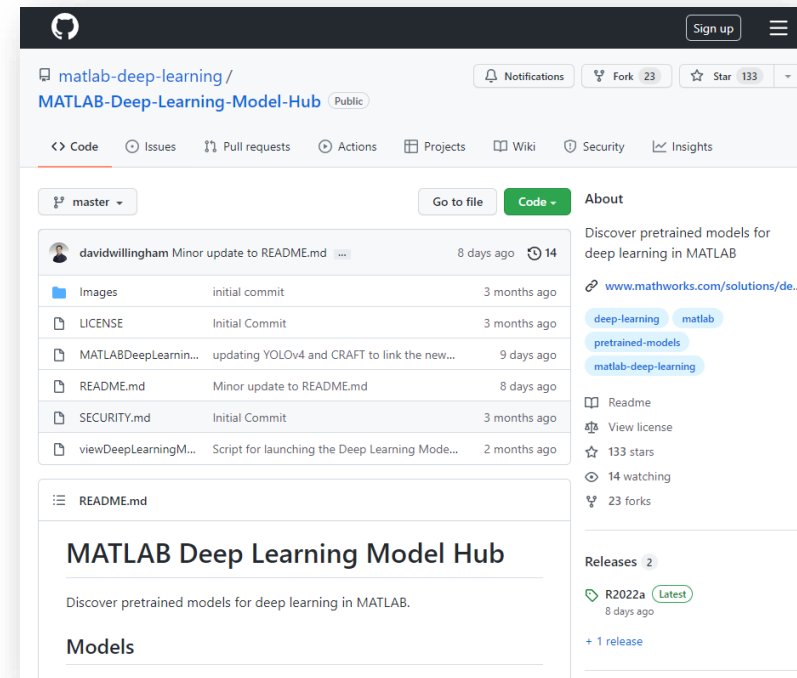 Sign up
matlab-deep-learning /
MATLAB-Deep-Learning-Model-Hub Public
Notifications Fork 23 Star 133
Code Issues Pull requests Actions Projects Wiki Security Insights
master Go to file Code
davidwillingham Minor update to README.md ... 8 days ago 14
Images initial commit 3 months ago
LICENSE Initial Commit 3 months ago
MATLABDeepLearnin... updating YOLOv4 and CRAFT to link the new... 9 days ago
README.md Minor update to README.md 8 days ago
SECURITY.md Initial Commit 3 months ago
viewDeepLearningM... Script for launching the Deep Learning Mode... 2 months ago
README.md
MATLAB Deep Learning Model Hub
Discover pretrained models for deep learning in MATLAB.
Models
About
Discover pretrained models for
deep learning in MATLAB
www.mathworks.com/solutions/de...
deep-learning matlab
pretrained-models
matlab-deep-learning
Readme
View license
133 stars
14 watching
23 forks
Releases 2
R2022a Latest
8 days ago
+ 1 release